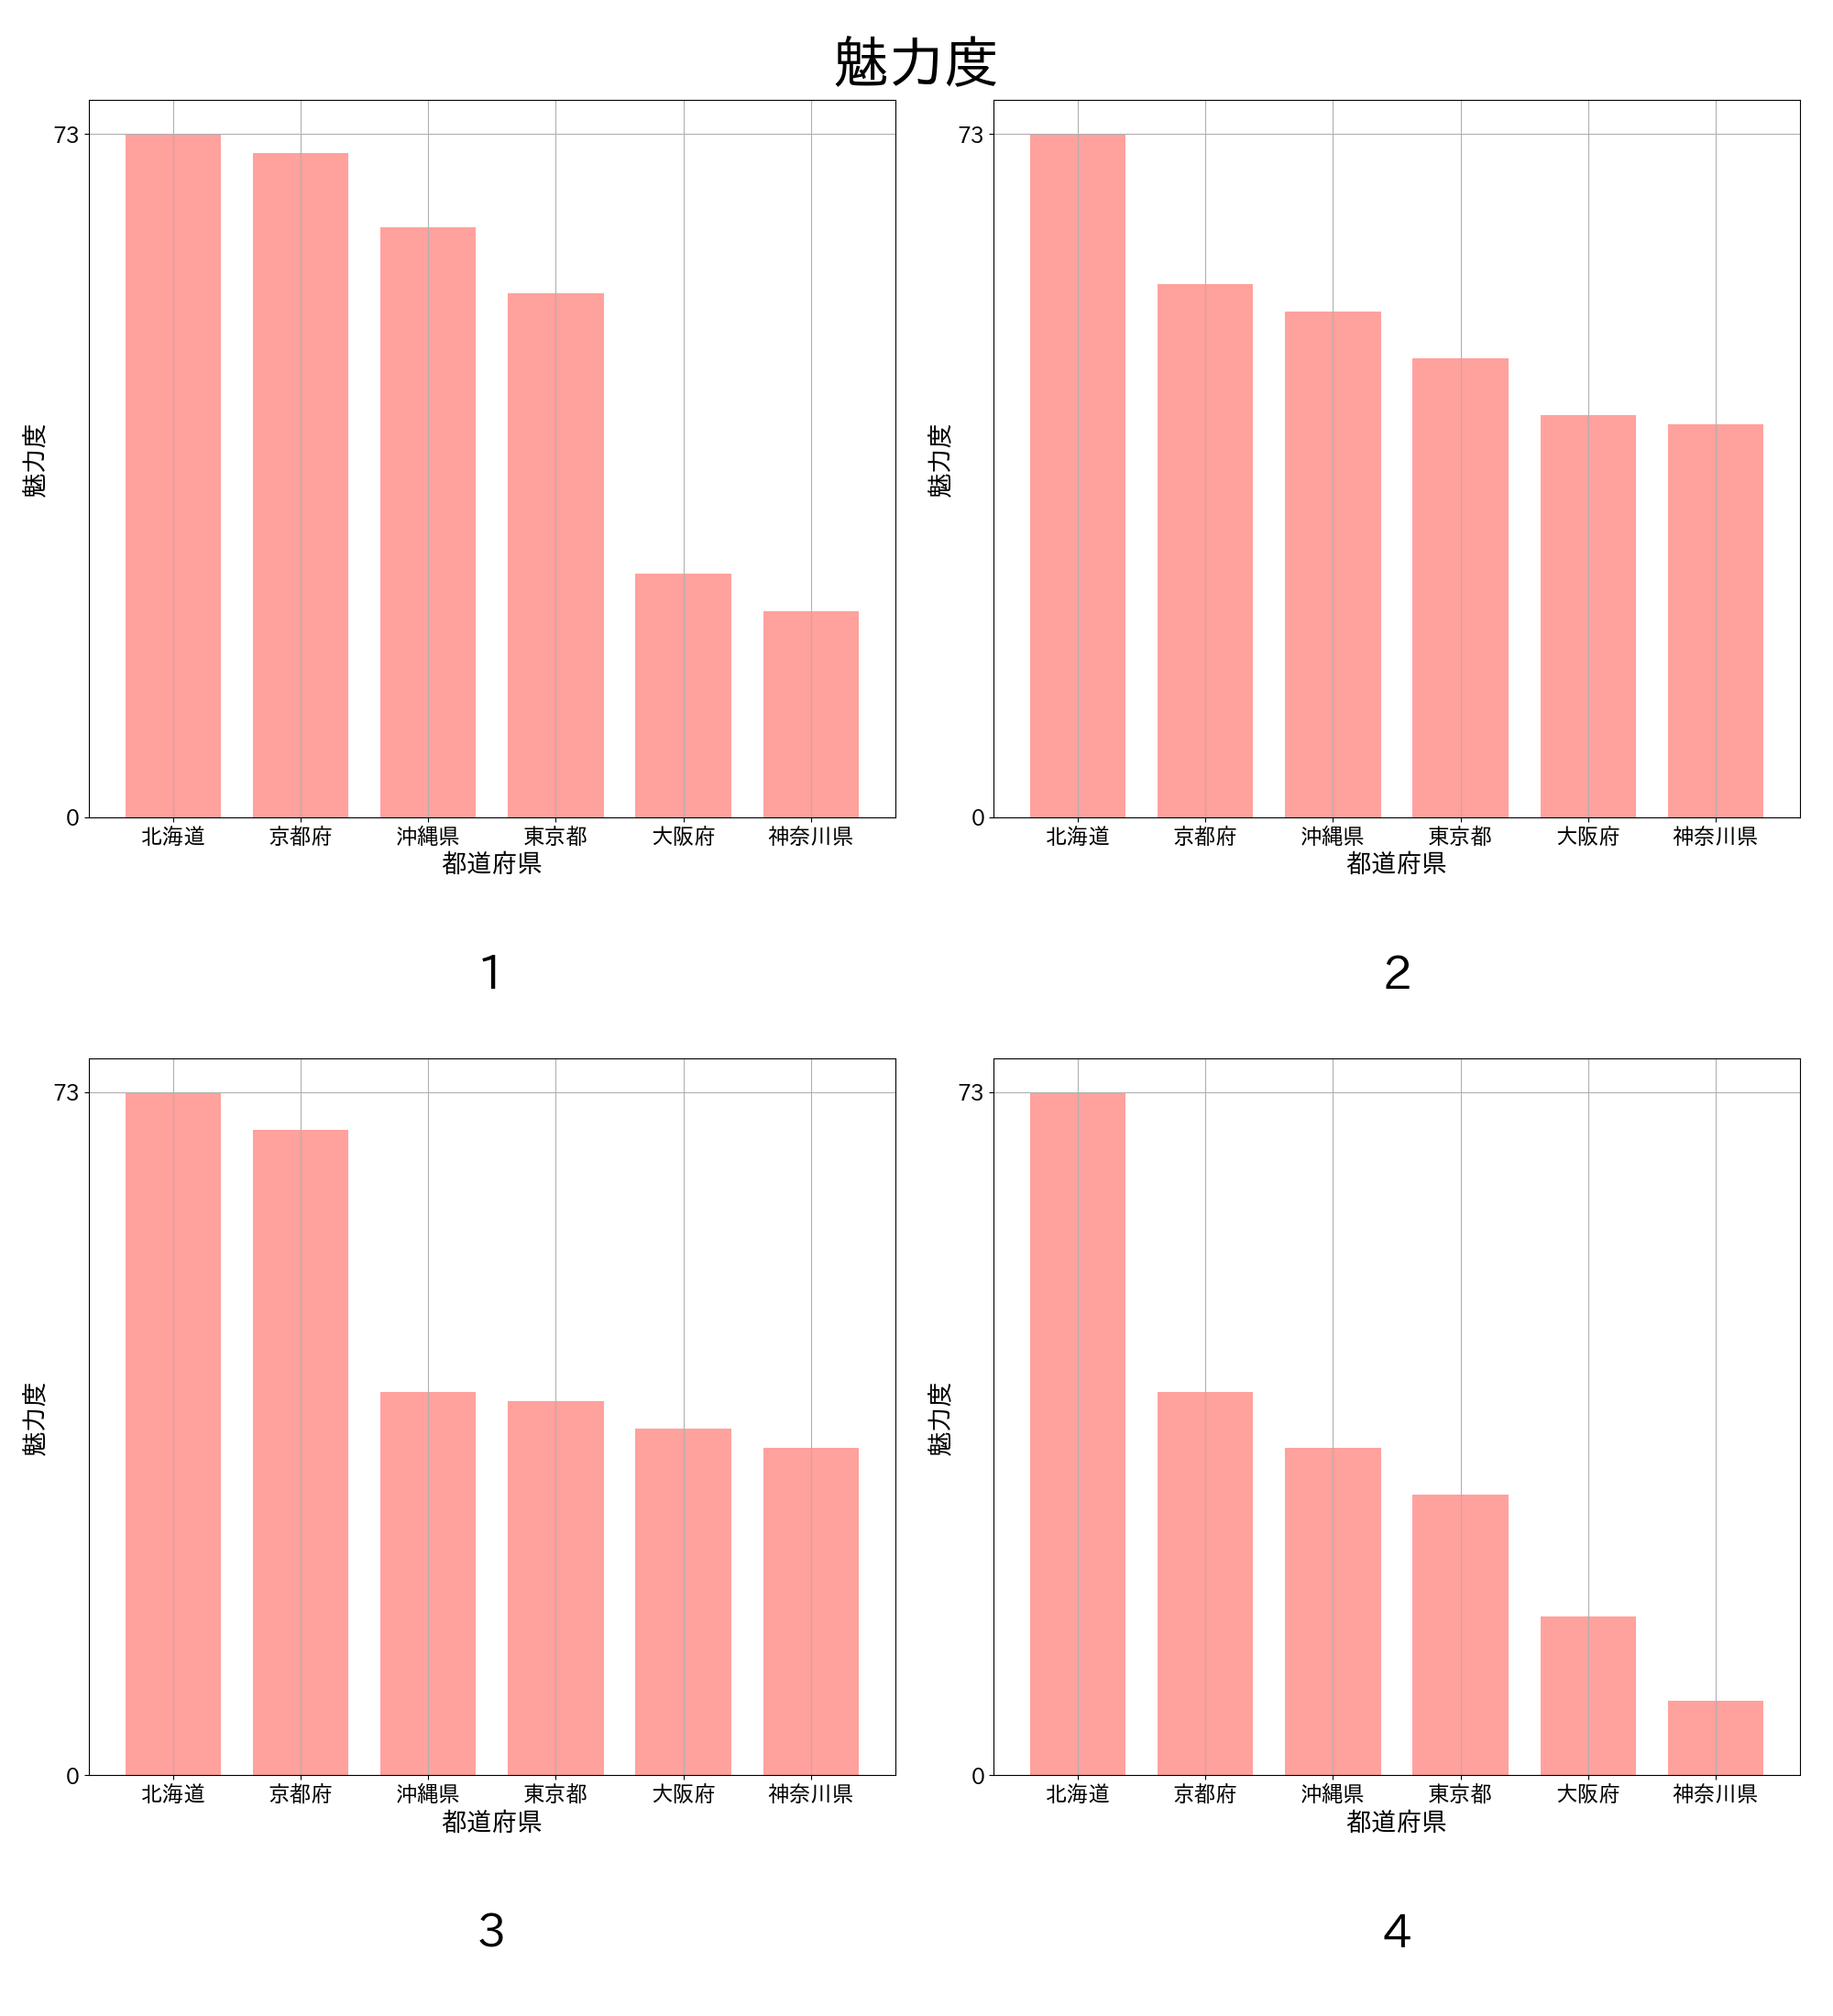 魅力度
73
魅力度
0
北海道 京都府 沖縄県 東京都 大阪府 神奈川県
都道府県
1
73
魅力度
0
北海道 京都府 沖縄県 東京都 大阪府 神奈川県
都道府県
2
73
魅力度
0
北海道 京都府 沖縄県 東京都 大阪府 神奈川県
都道府県
3
73
魅力度
0
北海道 京都府 沖縄県 東京都 大阪府 神奈川県
都道府県
4